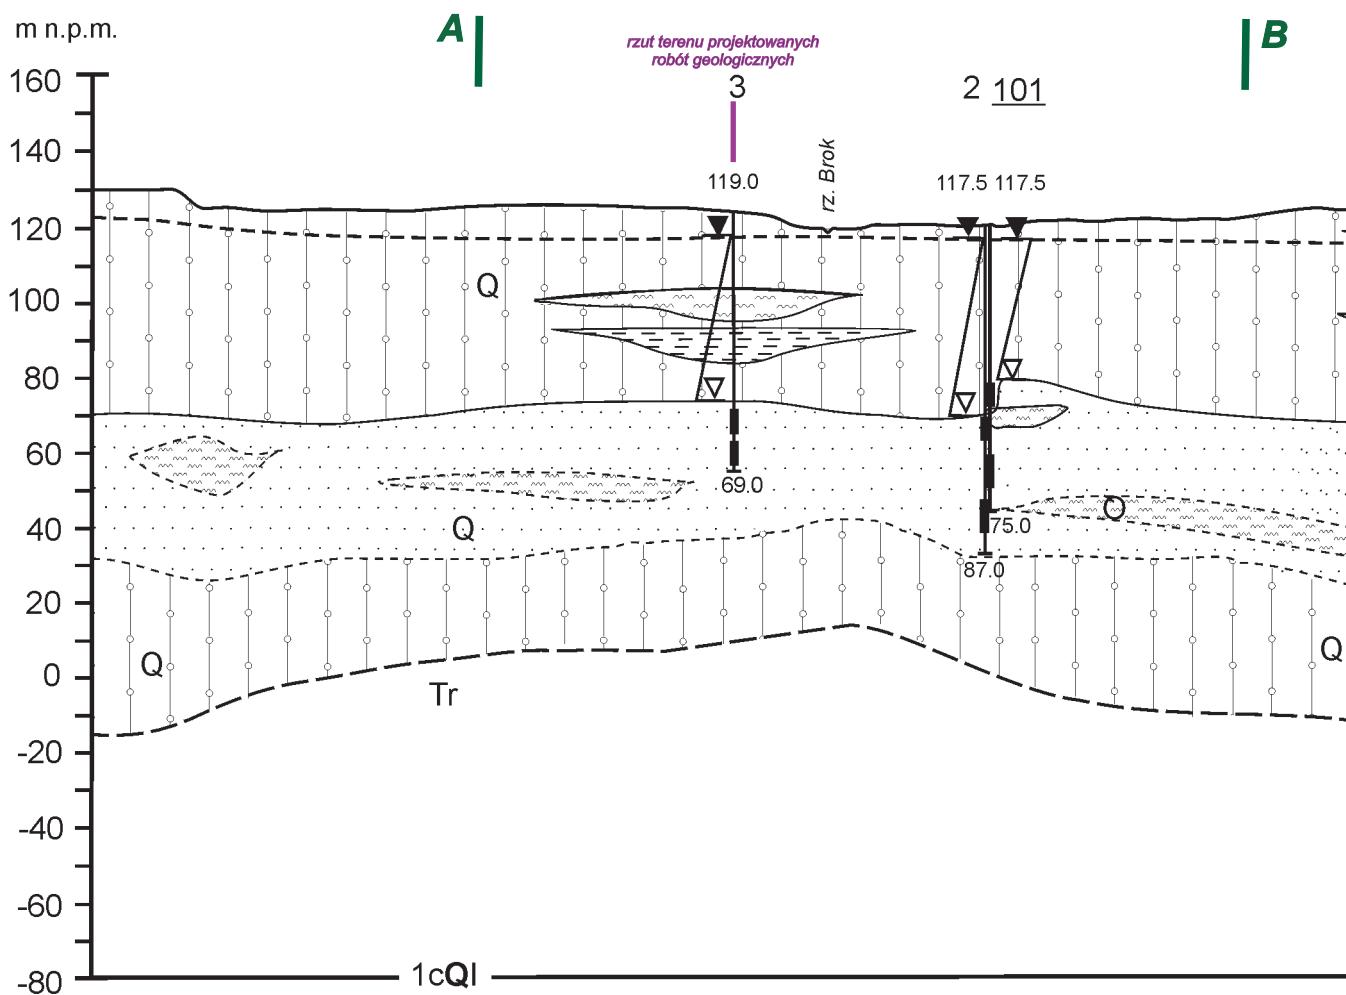 m n.p.m.
A
B
rzut terenu projektowanych
robót geologicznych
3
2 101
160
140
rz. Brok
119.0
117.5 117.5
120
Q
100
80
60
69.0
40
Q
O
75.0
87.0
20
Q
Q
0
Tr
-20
-40
-60
-80
1cQI